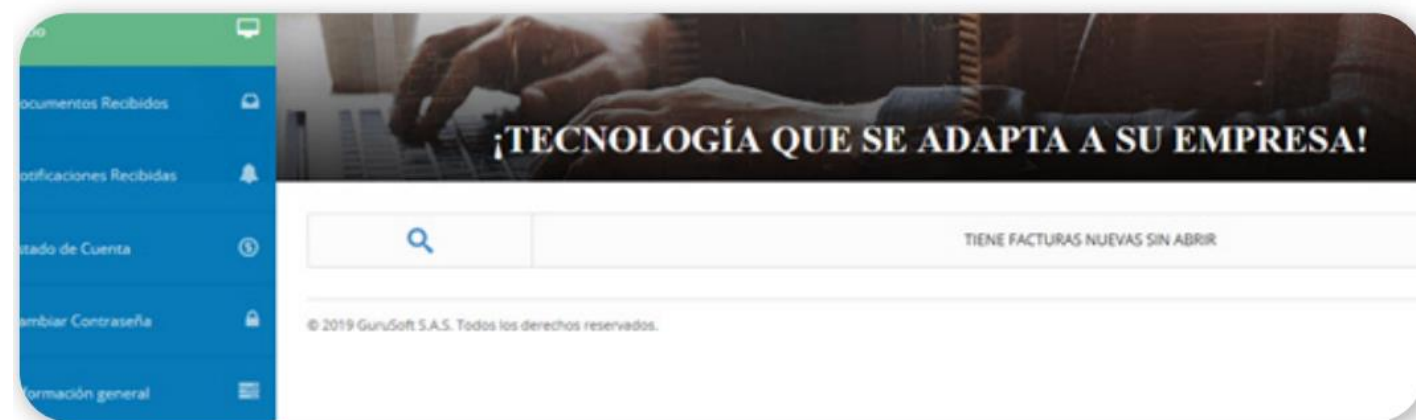 ¡TECNOLOGÍA QUE SE ADAPTA A SU EMPRESA!
ocumentos Recibidos
otificaciones Recibidas
stado de Cuenta
ambiar Contraseña
formación general
TIENE FACTURAS NUEVAS SIN ABRIR
© 2019 GuruSoft S.A.S. Todos los derechos reservados.